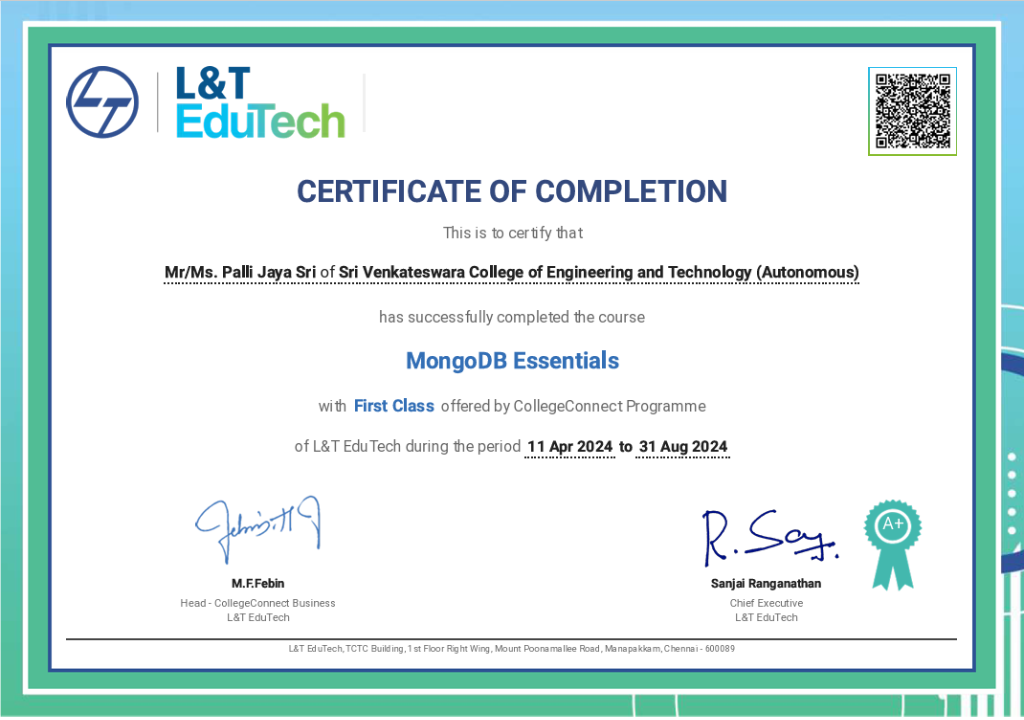 LT
L&T
EduTech
CERTIFICATE OF COMPLETION
This is to certify that
Mr/Ms. Palli Jaya Sri of Sri Venkateswara College of Engineering and Technology (Autonomous)
has successfully completed the course
MongoDB Essentials
with First Class offered by CollegeConnect Programme
of L&T EduTech during the period 11 Apr 2024 to 31 Aug 2024
R. Say.
A+
M.F.Febin
Head - CollegeConnect Business
L&T EduTech
Sanjai Ranganathan
Chief Executive
L&T EduTech
L&T EduTech, TCTC Building, 1st Floor Right Wing, Mount Poonamallee Road, Manapakkam, Chennai - 600089